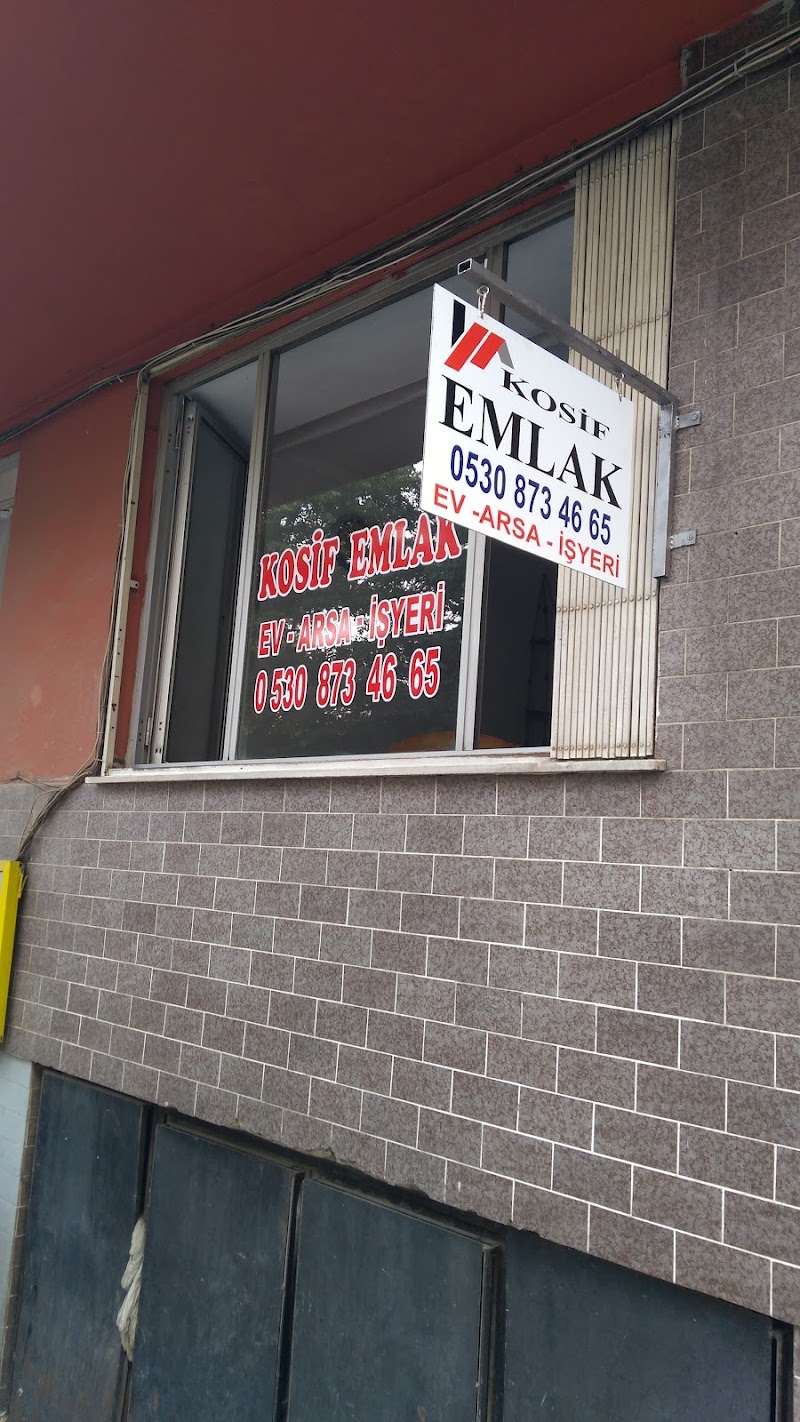 KOSİF
EMLAK
0530 873 46 65
EV -ARSA - İŞYERİ
KOSİF EMLAK
EV - ARSA - İŞYERİ
0 530 873 46 65